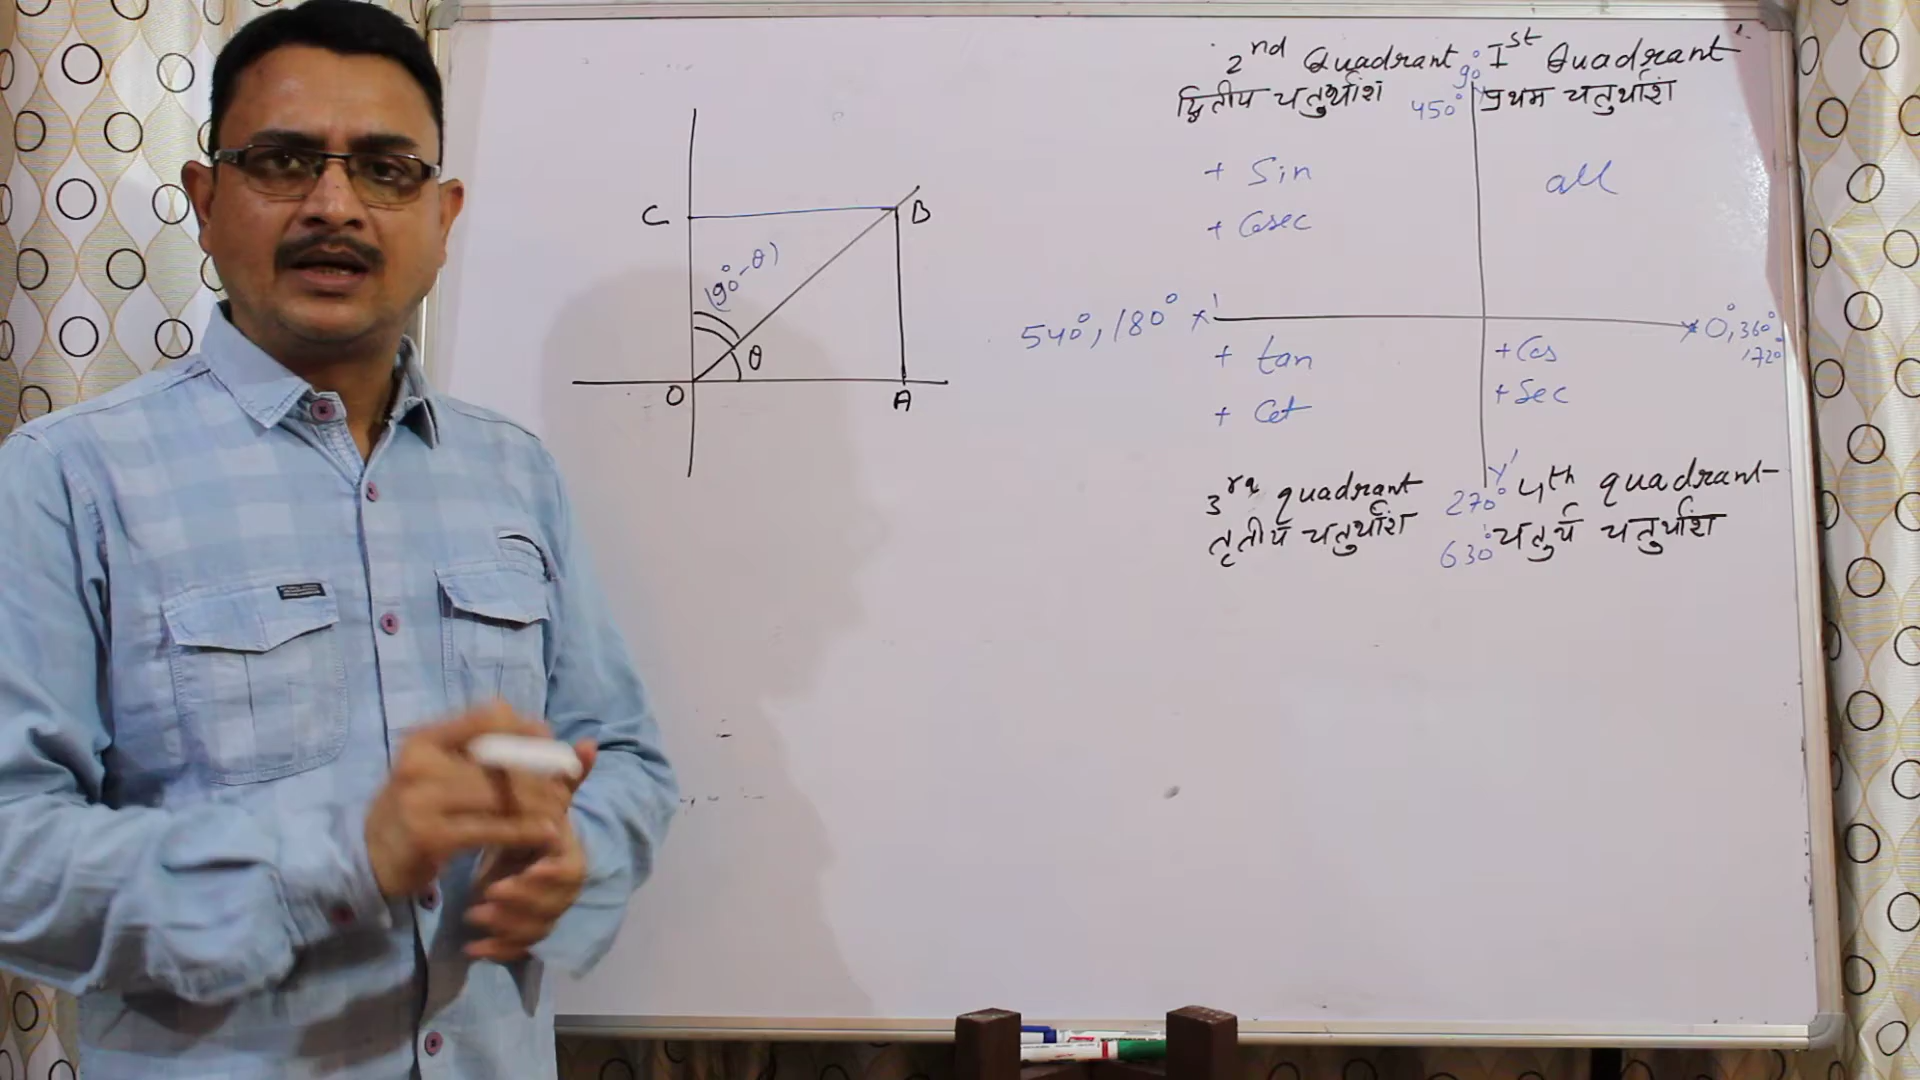 2nd Quadrant
द्वितीय चतुर्थांश
90°
450°
Ist Quadrant
प्रथम चतुर्थांश
+ Sin
+ Cosec
all
C
B
(90°-θ)
θ
O
A
540°, 180° x'
x 0°, 360°
, 720°
+ tan
+ Cot
+ Cos
+ Sec
Y'
3rd quadrant
तृतीय चतुर्थांश
270°
630°
4th quadrant
चतुर्थ चतुर्थांश